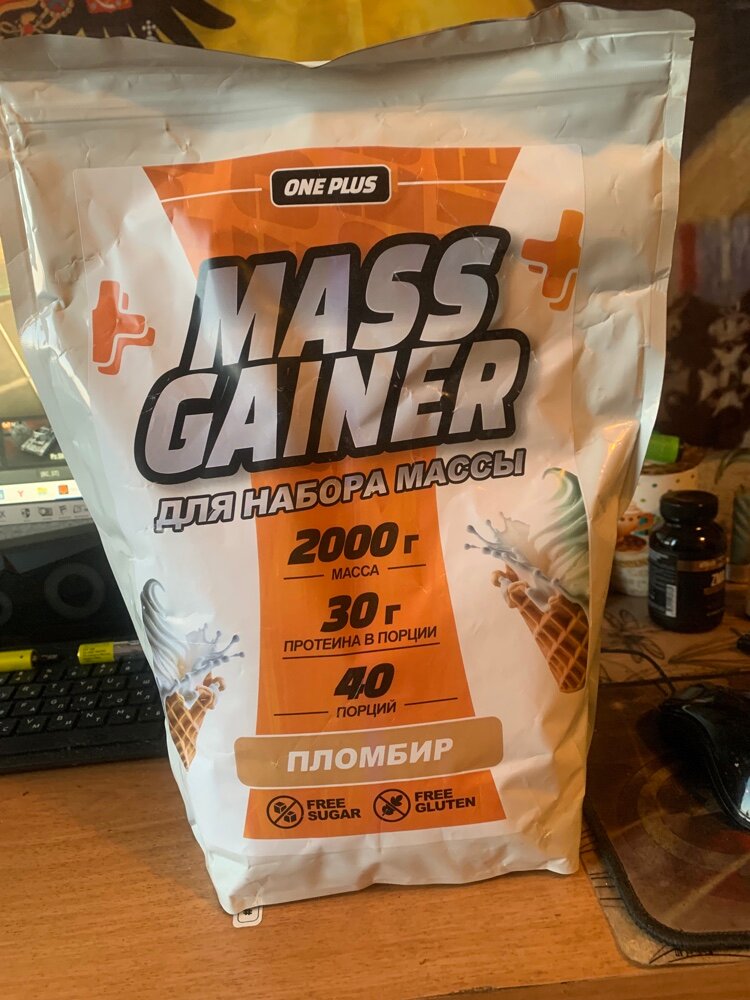 ONE PLUS
MASS
GAINER
ДЛЯ НАБОРА МАССЫ
2000 г
МАССА
30 г
ПРОТЕИНА В ПОРЦИИ
40
ПОРЦИЙ
ПЛОМБИР
FREE
SUGAR
FREE
GLUTEN